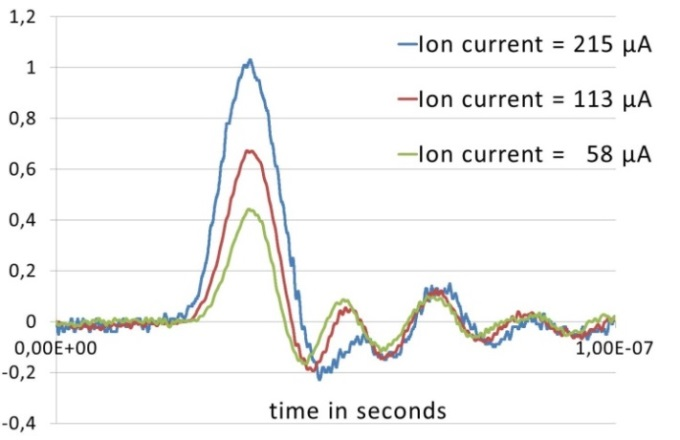 1,2
Ion current = 215 µA
1
Ion current = 113 µA
0,8
Ion current = 58 µA
0,6
0,4
0,2
0
0,00E+00
1,00E-07
-0,2
time in seconds
-0,4